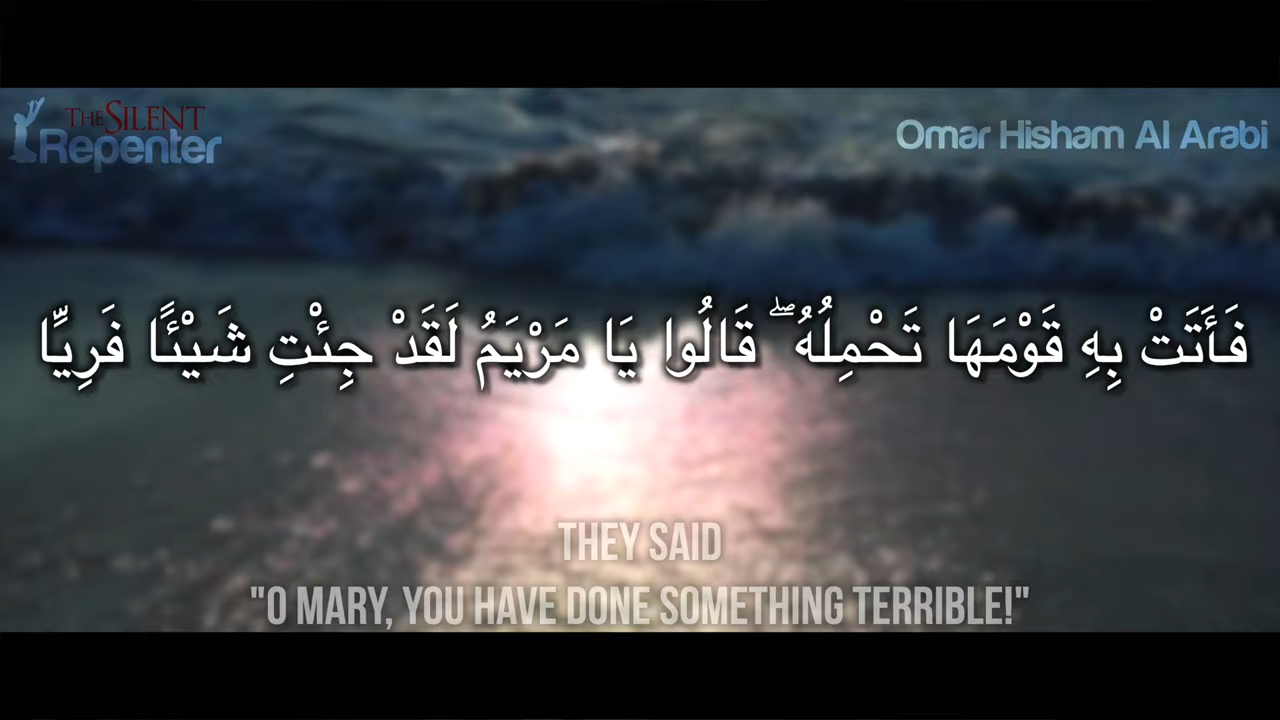 THE SILENT
Repenter
Omar Hisham Al Arabi
فَأَتَتْ بِهِ قَوْمَهَا تَحْمِلُهُ ۖ قَالُوا يَا مَرْيَمُ لَقَدْ جِئْتِ شَيْئًا فَرِيًّا
THEY SAID
"O MARY, YOU HAVE DONE SOMETHING TERRIBLE!"